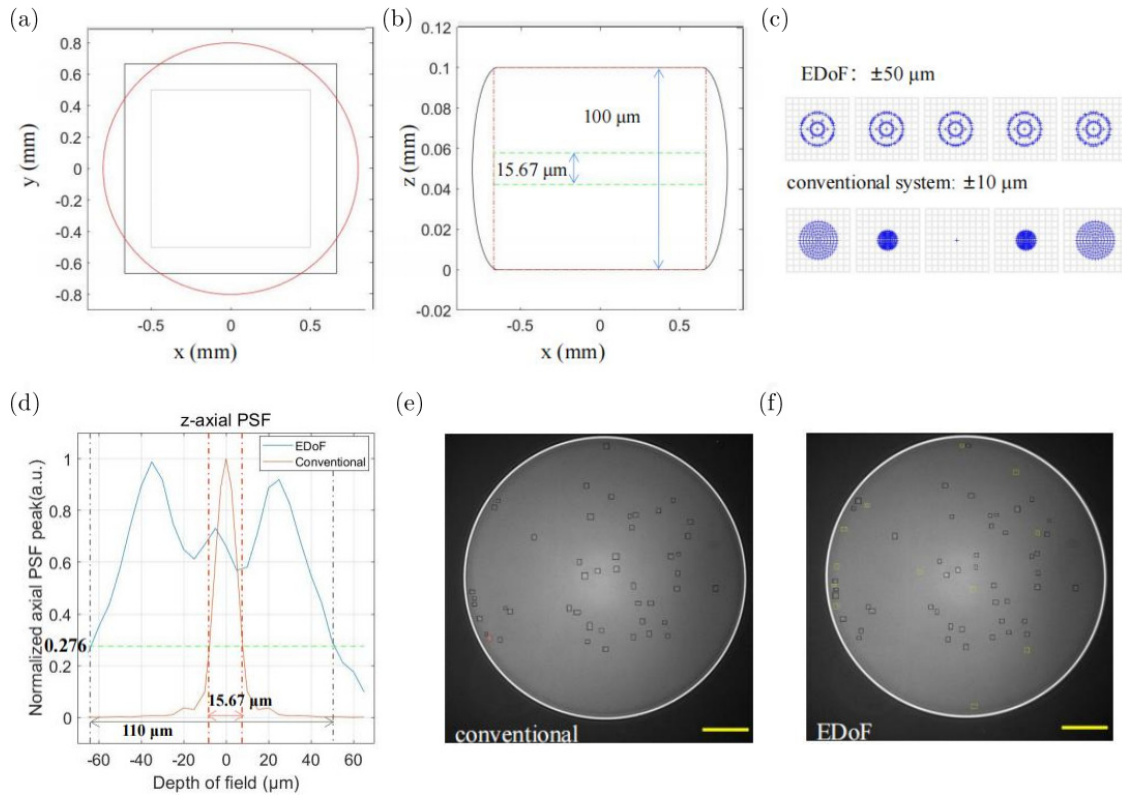 (a)
0.8
0.6
0.4
0.2
0
-0.2
-0.4
-0.6
-0.8
y (mm)
-0.5
0
0.5
x (mm)
(b)
0.12
0.1
0.08
0.06
0.04
0.02
0
-0.02
z (mm)
100 μm
15.67 μm
-0.5
0
0.5
x (mm)
(c)
EDoF: ±50 μm
conventional system: ±10 μm
(d)
z-axial PSF
EDoF
Conventional
1
0.8
0.6
0.4
0.276
0.2
0
Normalized axial PSF peak(a.u.)
15.67 μm
110 μm
-60
-40
-20
0
20
40
60
Depth of field (μm)
(e)
conventional
(f)
EDoF